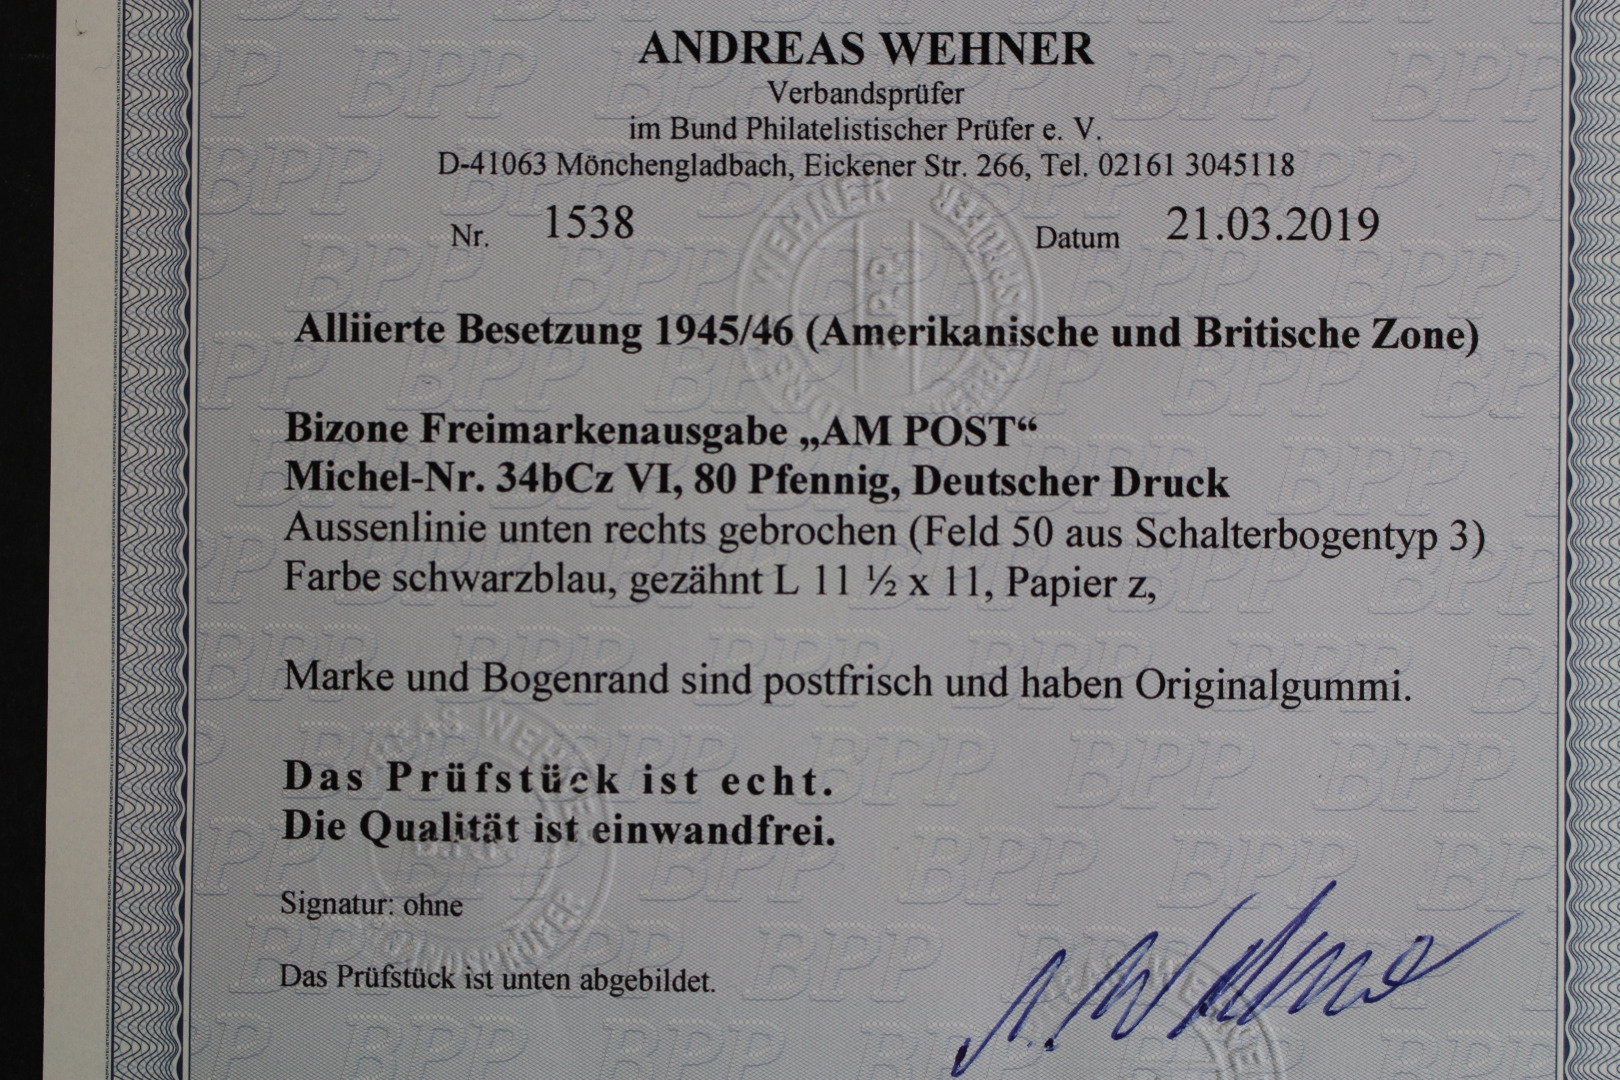 ANDREAS WEHNER
Verbandsprüfer
im Bund Philatelistischer Prüfer e. V.
D-41063 Mönchengladbach, Eickener Str. 266, Tel. 02161 3045118
Nr. 1538 Datum 21.03.2019
Alliierte Besetzung 1945/46 (Amerikanische und Britische Zone)
Bizone Freimarkenausgabe „AM POST“
Michel-Nr. 34bCz VI, 80 Pfennig, Deutscher Druck
Aussenlinie unten rechts gebrochen (Feld 50 aus Schalterbogentyp 3)
Farbe schwarzblau, gezähnt L 11 ½ x 11, Papier z,
Marke und Bogenrand sind postfrisch und haben Originalgummi.
Das Prüfstück ist echt.
Die Qualität ist einwandfrei.
Signatur: ohne
Das Prüfstück ist unten abgebildet.